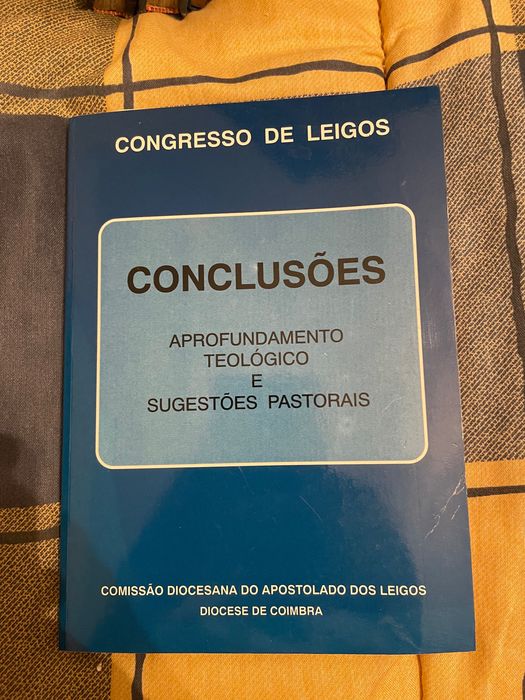 CONGRESSO DE LEIGOS
CONCLUSÕES
APROFUNDAMENTO
TEOLÓGICO
E
SUGESTÕES PASTORAIS
COMISSÃO DIOCESANA DO APOSTOLADO DOS LEIGOS
DIOCESE DE COIMBRA